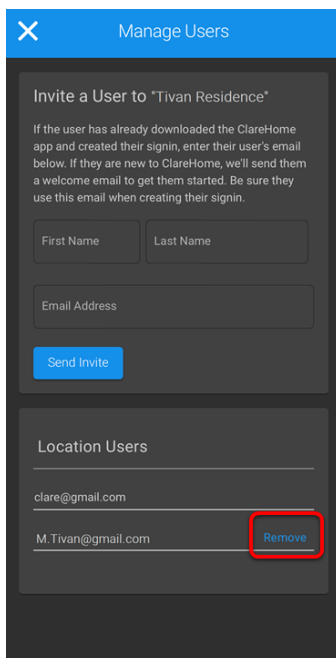 Manage Users
Invite a User to "Tivan Residence"
If the user has already downloaded the ClareHome
app and created their signin, enter their user's email
below. If they are new to ClareHome, we'll send them
a welcome email to get them started. Be sure they
use this email when creating their signin.
First Name
Last Name
Email Address
Send Invite
Location Users
clare@gmail.com
M.Tivan@gmail.com
Remove